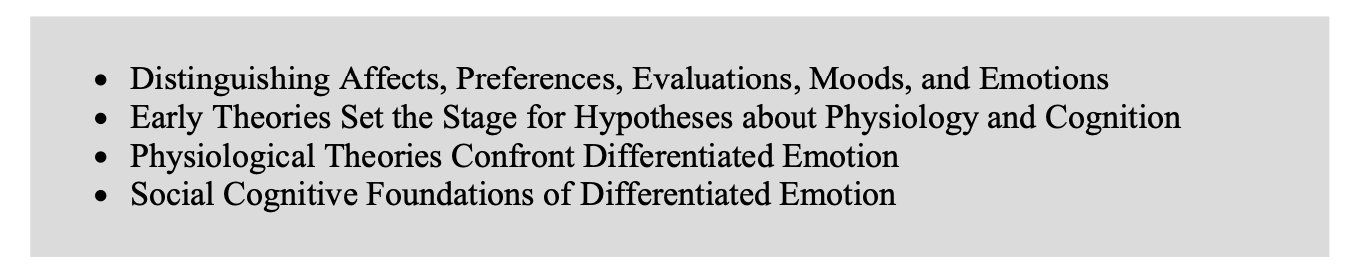 • Distinguishing Affects, Preferences, Evaluations, Moods, and Emotions
• Early Theories Set the Stage for Hypotheses about Physiology and Cognition
• Physiological Theories Confront Differentiated Emotion
• Social Cognitive Foundations of Differentiated Emotion